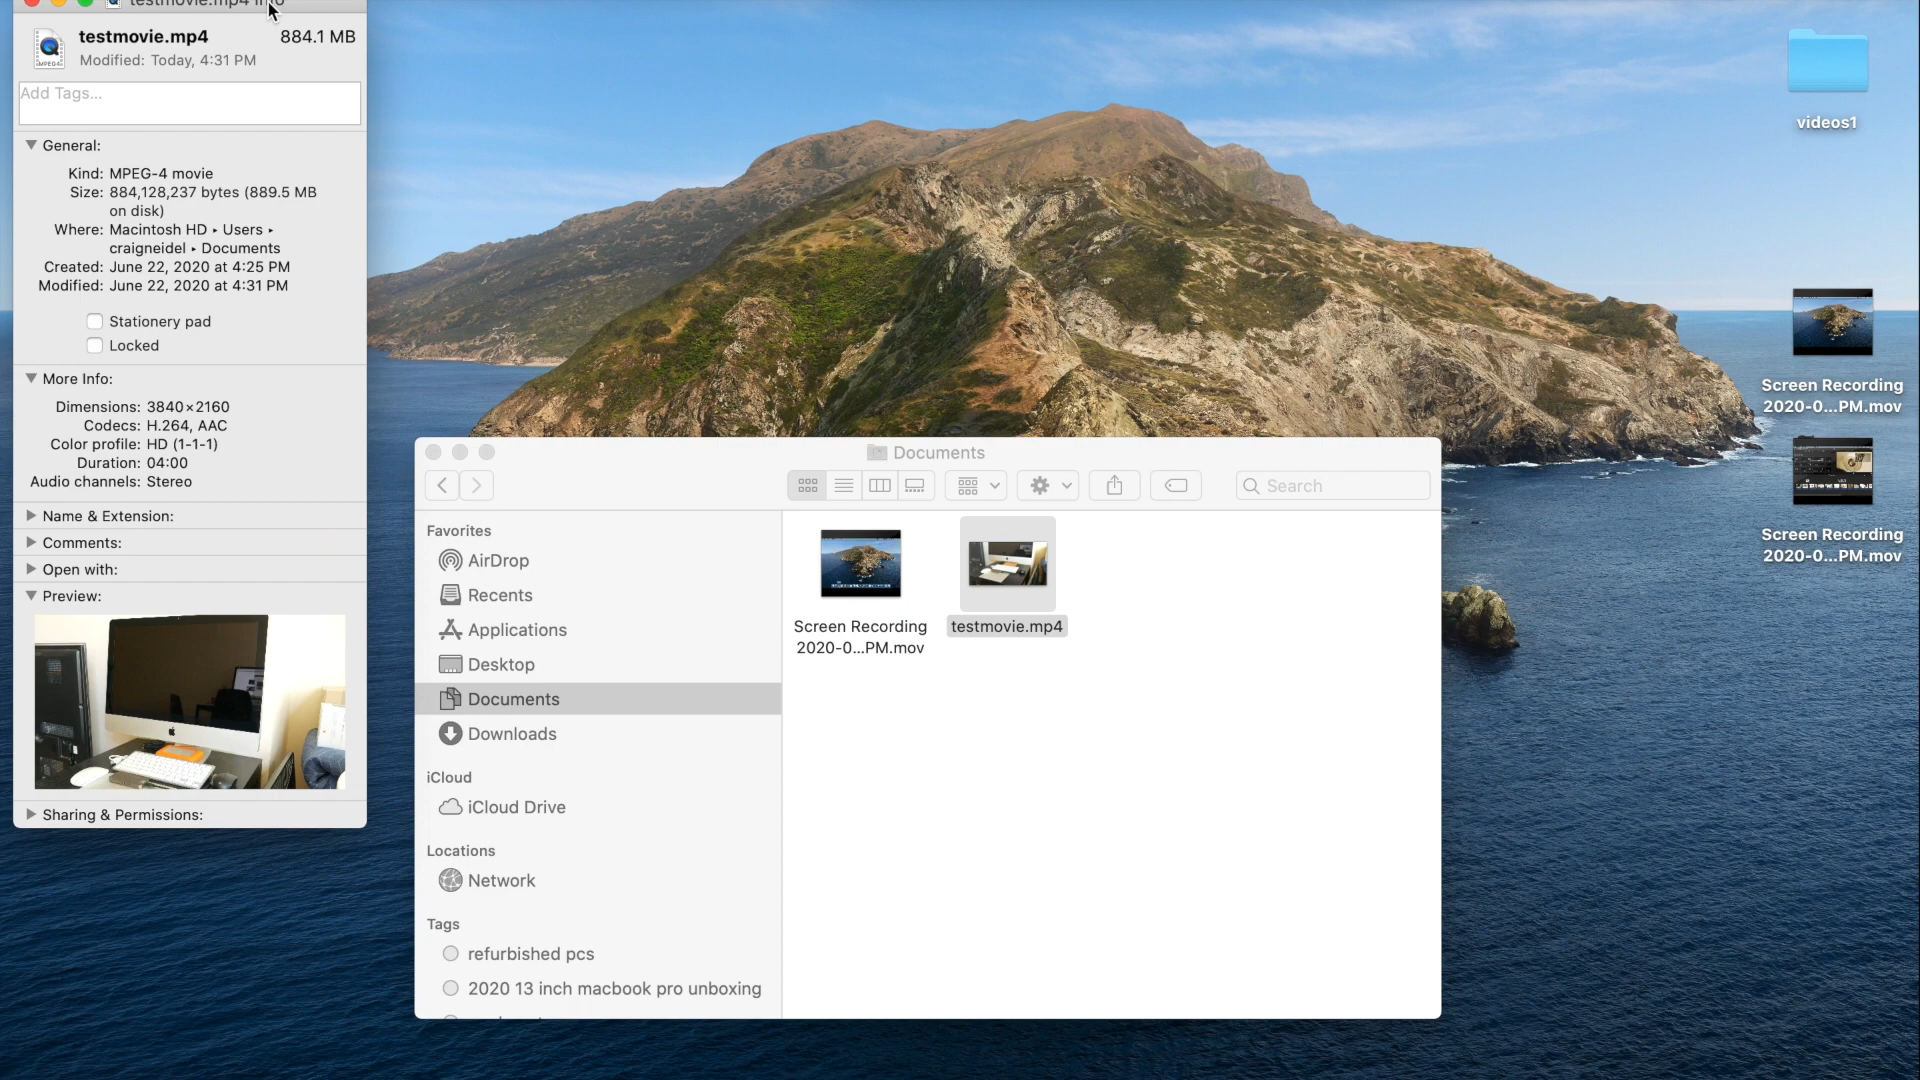 testmovie.mp4 Info
testmovie.mp4 884.1 MB
Modified: Today, 4:31 PM
Add Tags...
General:
Kind: MPEG-4 movie
Size: 884,128,237 bytes (889.5 MB
on disk)
Where: Macintosh HD ▸ Users ▸
craigneidel ▸ Documents
Created: June 22, 2020 at 4:25 PM
Modified: June 22, 2020 at 4:31 PM
Stationery pad
Locked
More Info:
Dimensions: 3840×2160
Codecs: H.264, AAC
Color profile: HD (1-1-1)
Duration: 04:00
Audio channels: Stereo
Name & Extension:
Comments:
Open with:
Preview:
Sharing & Permissions:
Documents
Search
Favorites
AirDrop
Recents
Applications
Desktop
Documents
Downloads
iCloud
iCloud Drive
Locations
Network
Tags
refurbished pcs
2020 13 inch macbook pro unboxing
Screen Recording
2020-0...PM.mov
testmovie.mp4
videos1
Screen Recording
2020-0...PM.mov
Screen Recording
2020-0...PM.mov